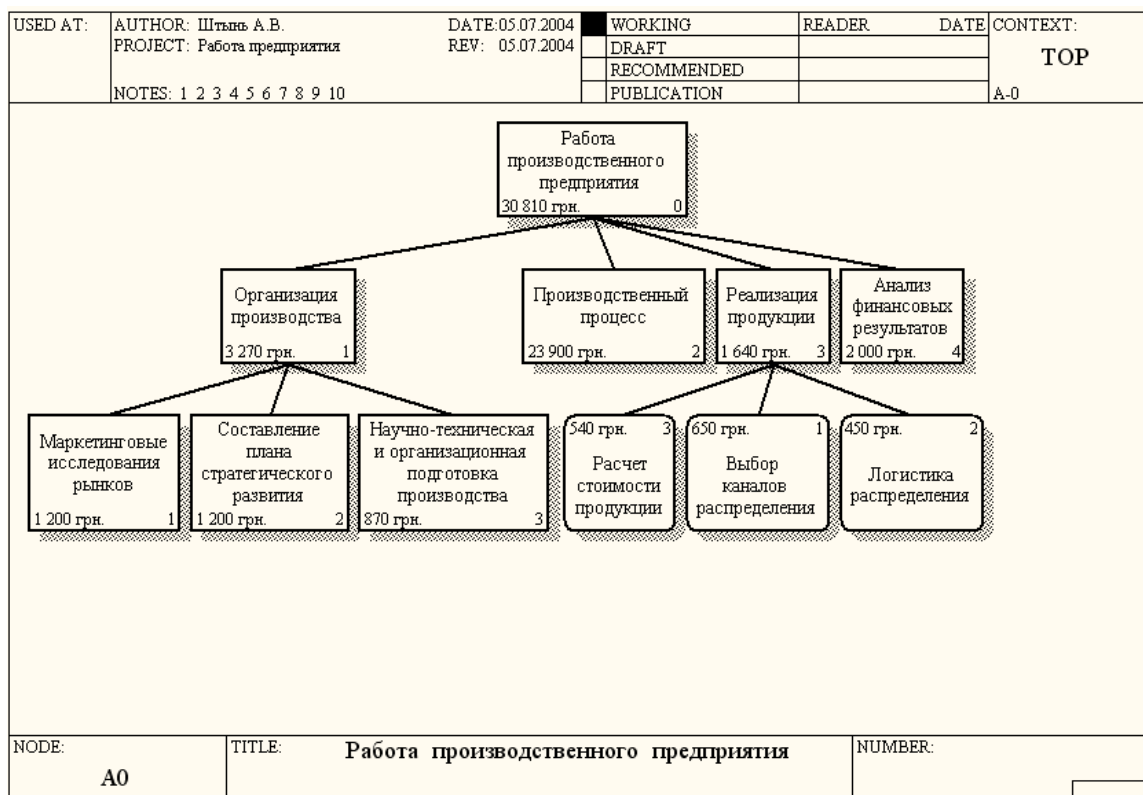 USED AT:
AUTHOR: Штынь А.В.
DATE:05.07.2004
PROJECT: Работа предприятия
REV: 05.07.2004
NOTES: 1 2 3 4 5 6 7 8 9 10
WORKING
DRAFT
RECOMMENDED
PUBLICATION
READER DATE
CONTEXT:
TOP
A-0
Работа
производственного
предприятия
30 810 грн. 0
Организация
производства
3 270 грн. 1
Производственный
процесс
23 900 грн. 2
Реализация
продукции
1 640 грн. 3
Анализ
финансовых
результатов
2 000 грн. 4
Маркетинговые
исследования
рынков
1 200 грн. 1
Составление
плана
стратегического
развития
1 200 грн. 2
Научно-техническая
и организационная
подготовка
производства
870 грн. 3
540 грн. 3
Расчет
стоимости
продукции
650 грн. 1
Выбор
каналов
распределения
450 грн. 2
Логистика
распределения
NODE:
A0
TITLE:
Работа производственного предприятия
NUMBER: